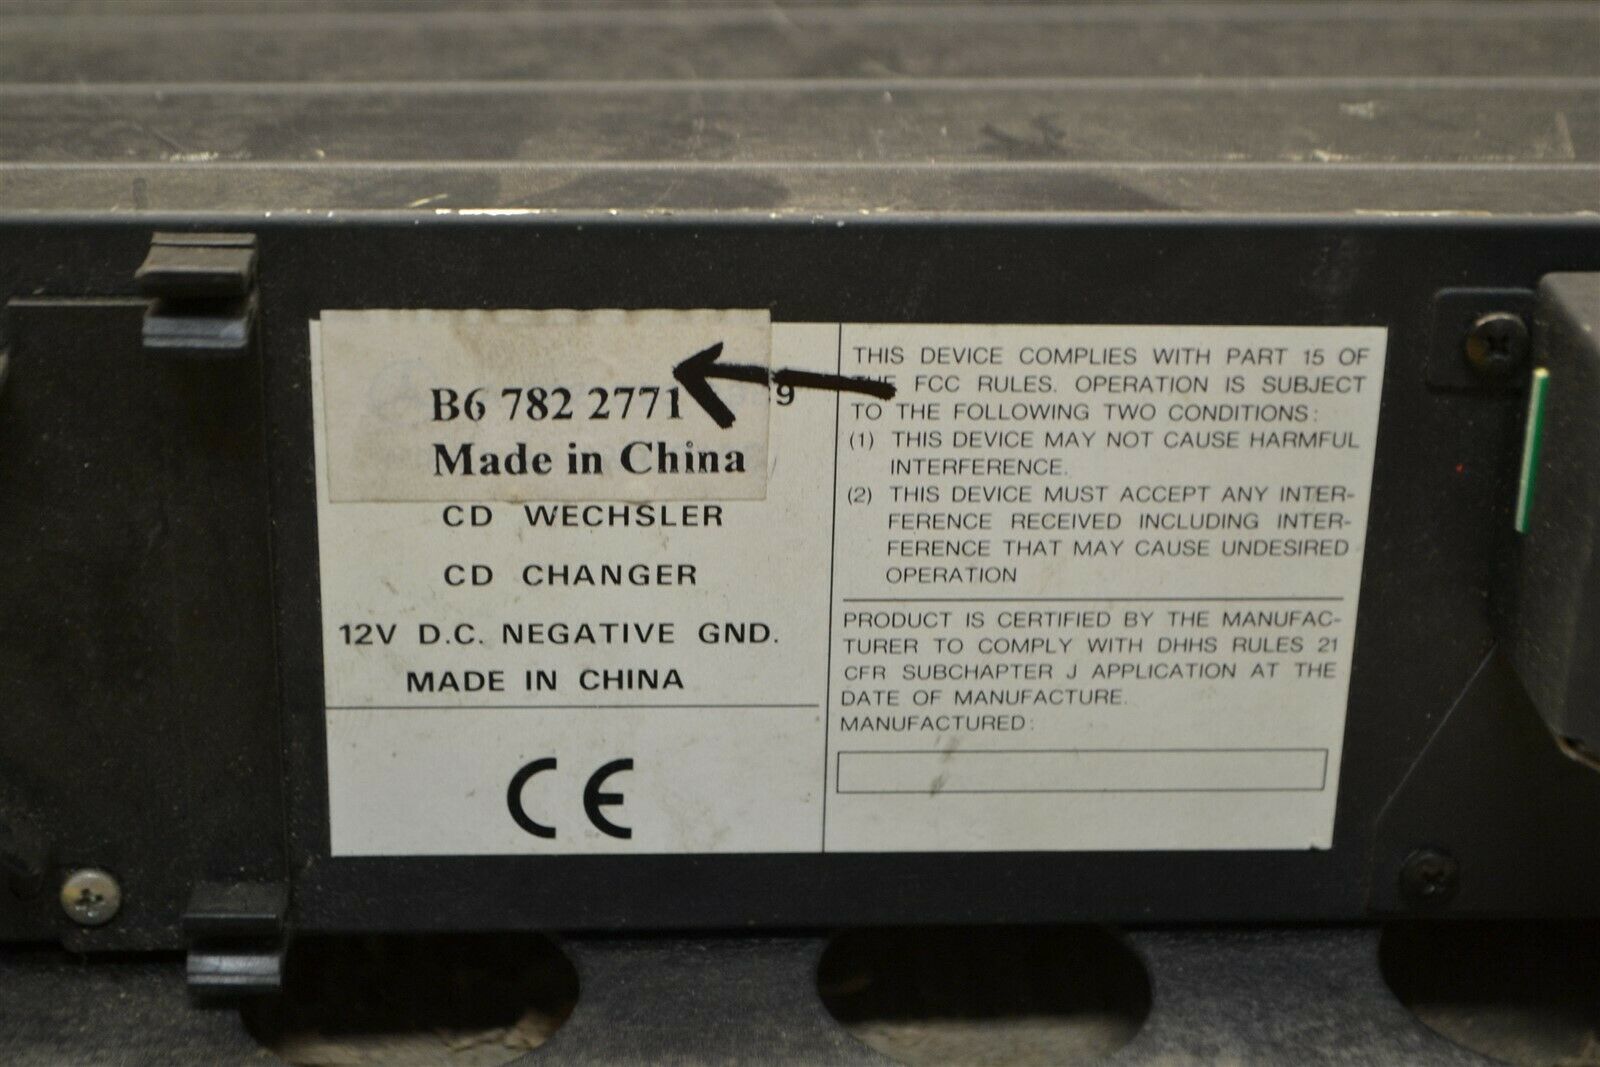 B6 782 2771
9
Made in China
CD WECHSLER
CD CHANGER
12V D.C. NEGATIVE GND.
MADE IN CHINA
CE
THIS DEVICE COMPLIES WITH PART 15 OF
FCC RULES. OPERATION IS SUBJECT
TO THE FOLLOWING TWO CONDITIONS:
(1) THIS DEVICE MAY NOT CAUSE HARMFUL
INTERFERENCE.
(2) THIS DEVICE MUST ACCEPT ANY INTER-
FERENCE RECEIVED INCLUDING INTER-
FERENCE THAT MAY CAUSE UNDESIRED
OPERATION
PRODUCT IS CERTIFIED BY THE MANUFAC-
TURER TO COMPLY WITH DHHS RULES 21
CFR SUBCHAPTER J APPLICATION AT THE
DATE OF MANUFACTURE.
MANUFACTURED: